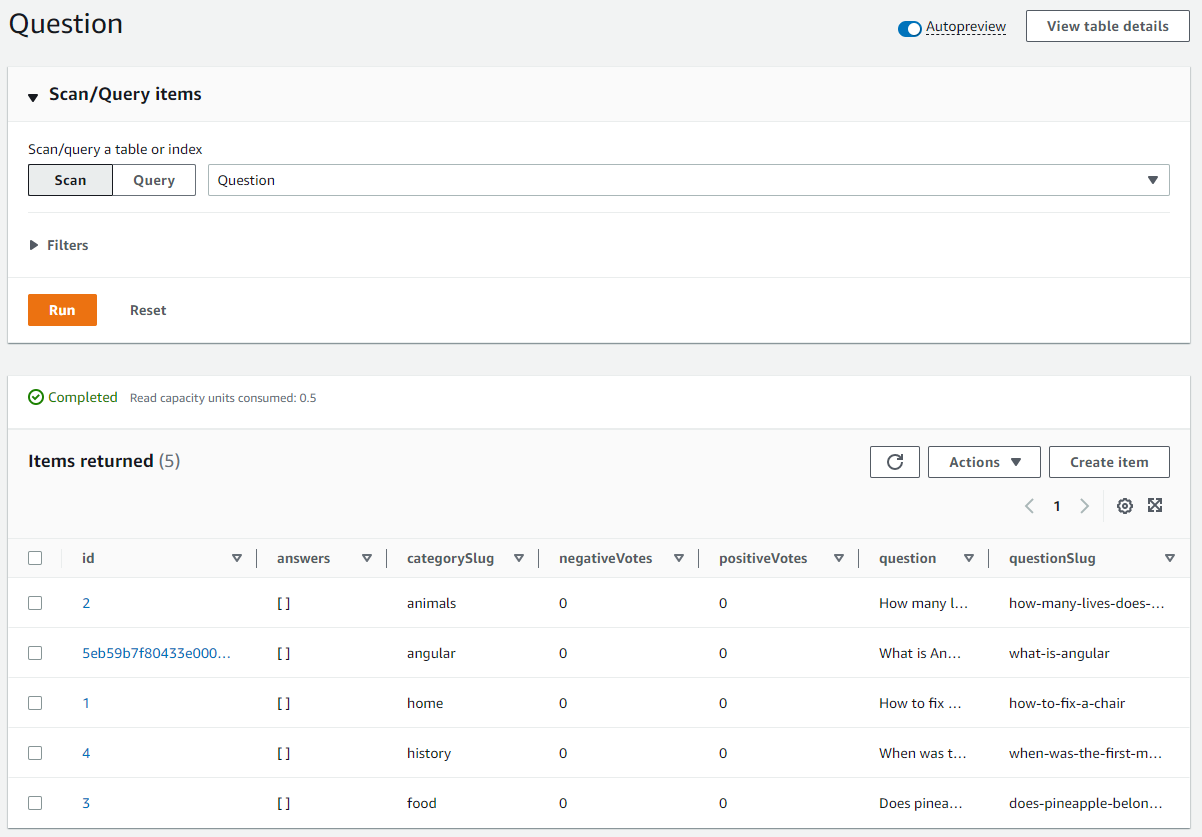 Question
Autopreview
View table details
Scan/Query items
Scan/query a table or index
Scan
Query
Question
Filters
Run
Reset
Completed Read capacity units consumed: 0.5
Items returned (5)
Actions
Create item
1
id answers categorySlug negativeVotes positiveVotes question questionSlug
2 [ ] animals 0 0 How many l... how-many-lives-does-...
5eb59b7f80433e000... [ ] angular 0 0 What is An... what-is-angular
1 [ ] home 0 0 How to fix ... how-to-fix-a-chair
4 [ ] history 0 0 When was t... when-was-the-first-m...
3 [ ] food 0 0 Does pinea... does-pineapple-belon...